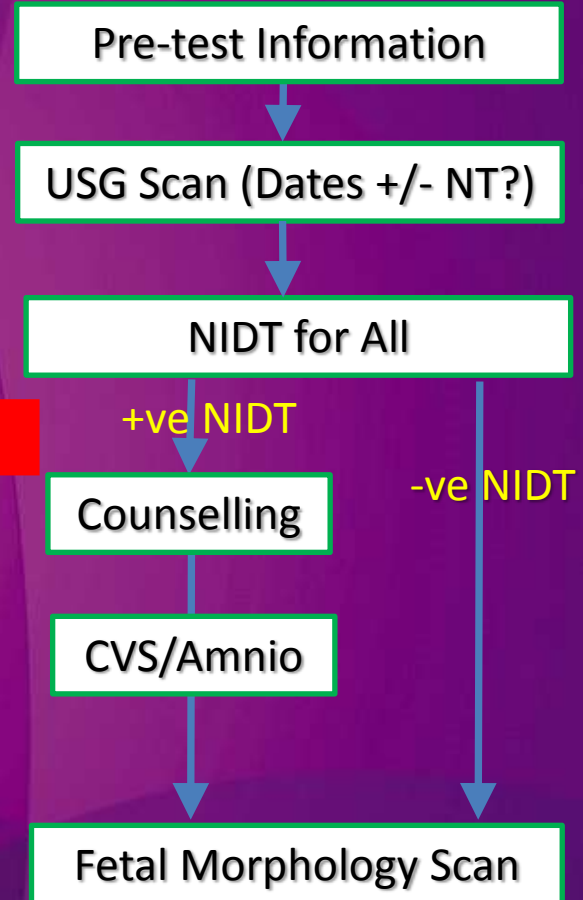 Pre-test Information
USG Scan (Dates +/- NT?)
NIDT for All
+ve NIDT
-ve NIDT
Counselling
CVS/Amnio
Fetal Morphology Scan